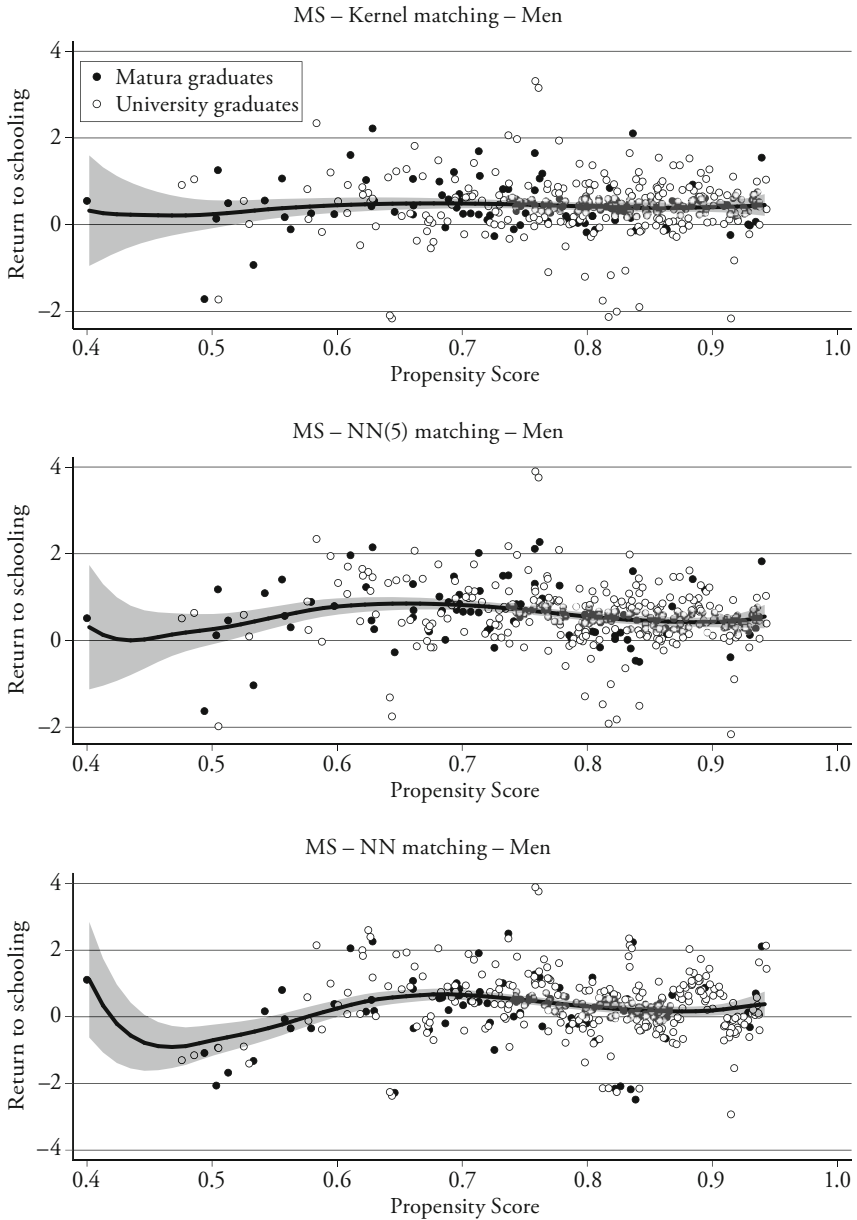 MS – Kernel matching – Men
4
2
0
–2
Return to schooling
Matura graduates
University graduates
0.4 0.5 0.6 0.7 0.8 0.9 1.0
Propensity Score
MS – NN(5) matching – Men
4
2
0
–2
Return to schooling
0.4 0.5 0.6 0.7 0.8 0.9 1.0
Propensity Score
MS – NN matching – Men
4
2
0
–2
–4
Return to schooling
0.4 0.5 0.6 0.7 0.8 0.9 1.0
Propensity Score